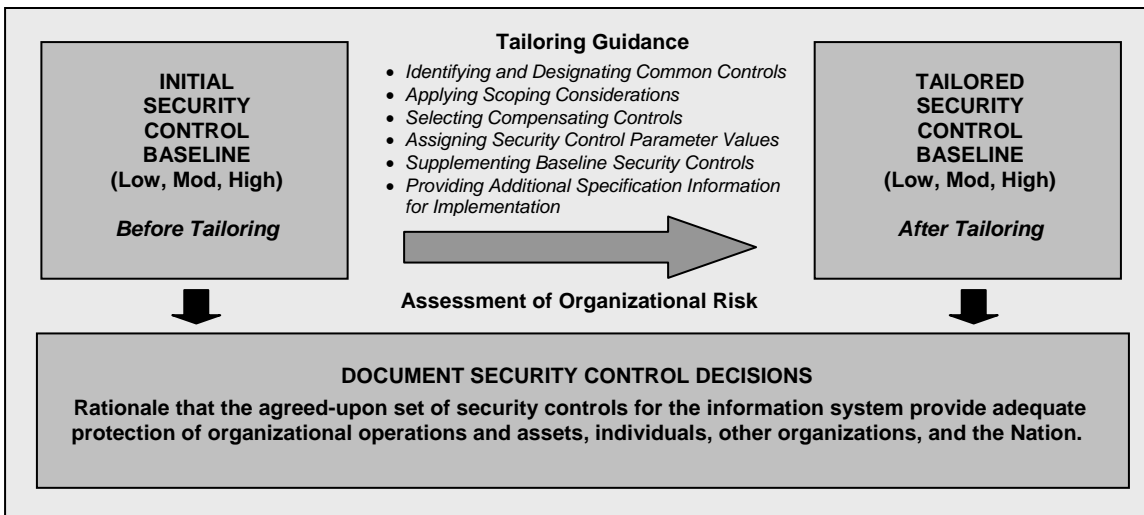 INITIAL
SECURITY
CONTROL
BASELINE
(Low, Mod, High)
Before Tailoring
Tailoring Guidance
• Identifying and Designating Common Controls
• Applying Scoping Considerations
• Selecting Compensating Controls
• Assigning Security Control Parameter Values
• Supplementing Baseline Security Controls
• Providing Additional Specification Information
for Implementation
Assessment of Organizational Risk
TAILORED
SECURITY
CONTROL
BASELINE
(Low, Mod, High)
After Tailoring
DOCUMENT SECURITY CONTROL DECISIONS
Rationale that the agreed-upon set of security controls for the information system provide adequate
protection of organizational operations and assets, individuals, other organizations, and the Nation.